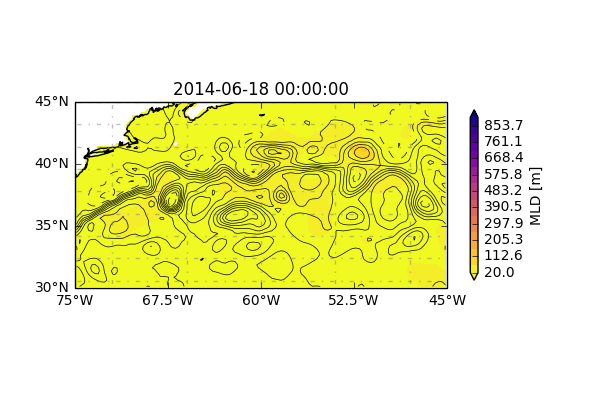 2014-06-18 00:00:00
45°N
40°N
35°N
30°N
75°W
67.5°W
60°W
52.5°W
45°W
853.7
761.1
668.4
575.8
483.2
390.5
297.9
205.3
112.6
20.0
MLD [m]